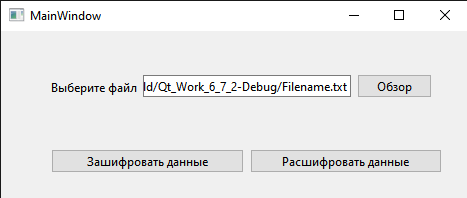 MainWindow
Выберите файл ld/Qt_Work_6_7_2-Debug/Filename.txt Обзор
Зашифровать данные Расшифровать данные